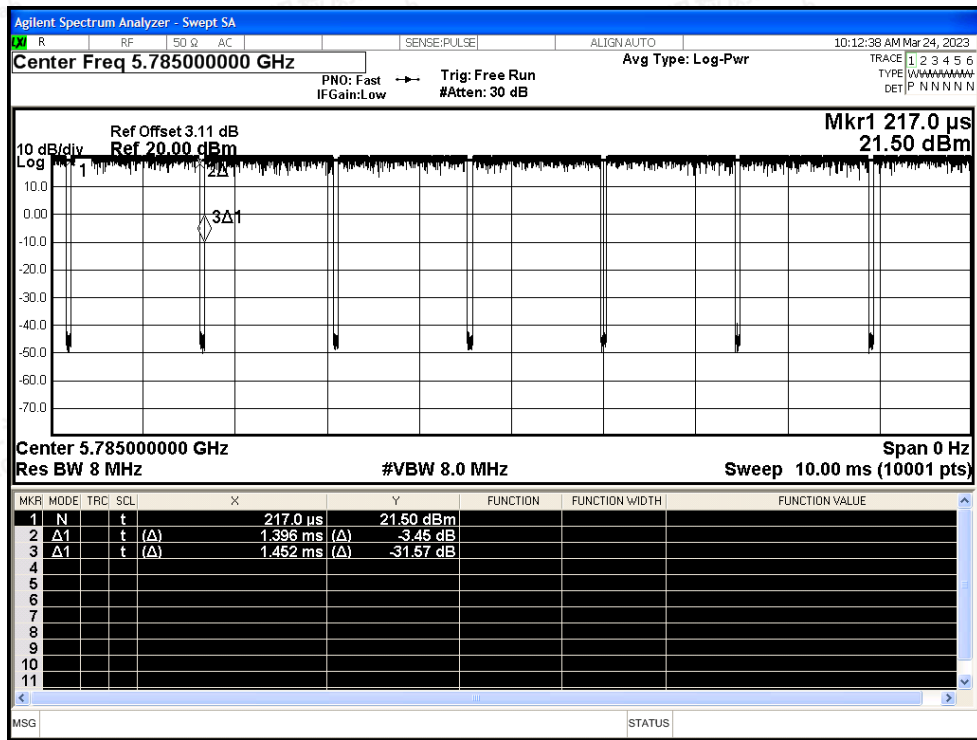 Agilent Spectrum Analyzer - Swept SA
LXI R RF 50 Ω AC SENSE:PULSE ALIGN AUTO 10:12:38 AM Mar 24, 2023
Center Freq 5.785000000 GHz
PNO: Fast
IFGain:Low
Trig: Free Run
#Atten: 30 dB
Avg Type: Log-Pwr
TRACE 1 2 3 4 5 6
TYPE WWWWWW
DET P N N N N N
Mkr1 217.0 μs
21.50 dBm
Ref Offset 3.11 dB
10 dB/div Ref 20.00 dBm
Log
1
2Δ1
3Δ1
10.0
0.00
-10.0
-20.0
-30.0
-40.0
-50.0
-60.0
-70.0
Center 5.785000000 GHz Span 0 Hz
Res BW 8 MHz #VBW 8.0 MHz Sweep 10.00 ms (10001 pts)
MKR MODE TRC SCL X Y FUNCTION FUNCTION WIDTH FUNCTION VALUE
1 N t 217.0 μs 21.50 dBm
2 Δ1 t (Δ) 1.396 ms (Δ) -3.45 dB
3 Δ1 t (Δ) 1.452 ms (Δ) -31.57 dB
4
5
6
7
8
9
10
11
MSG STATUS